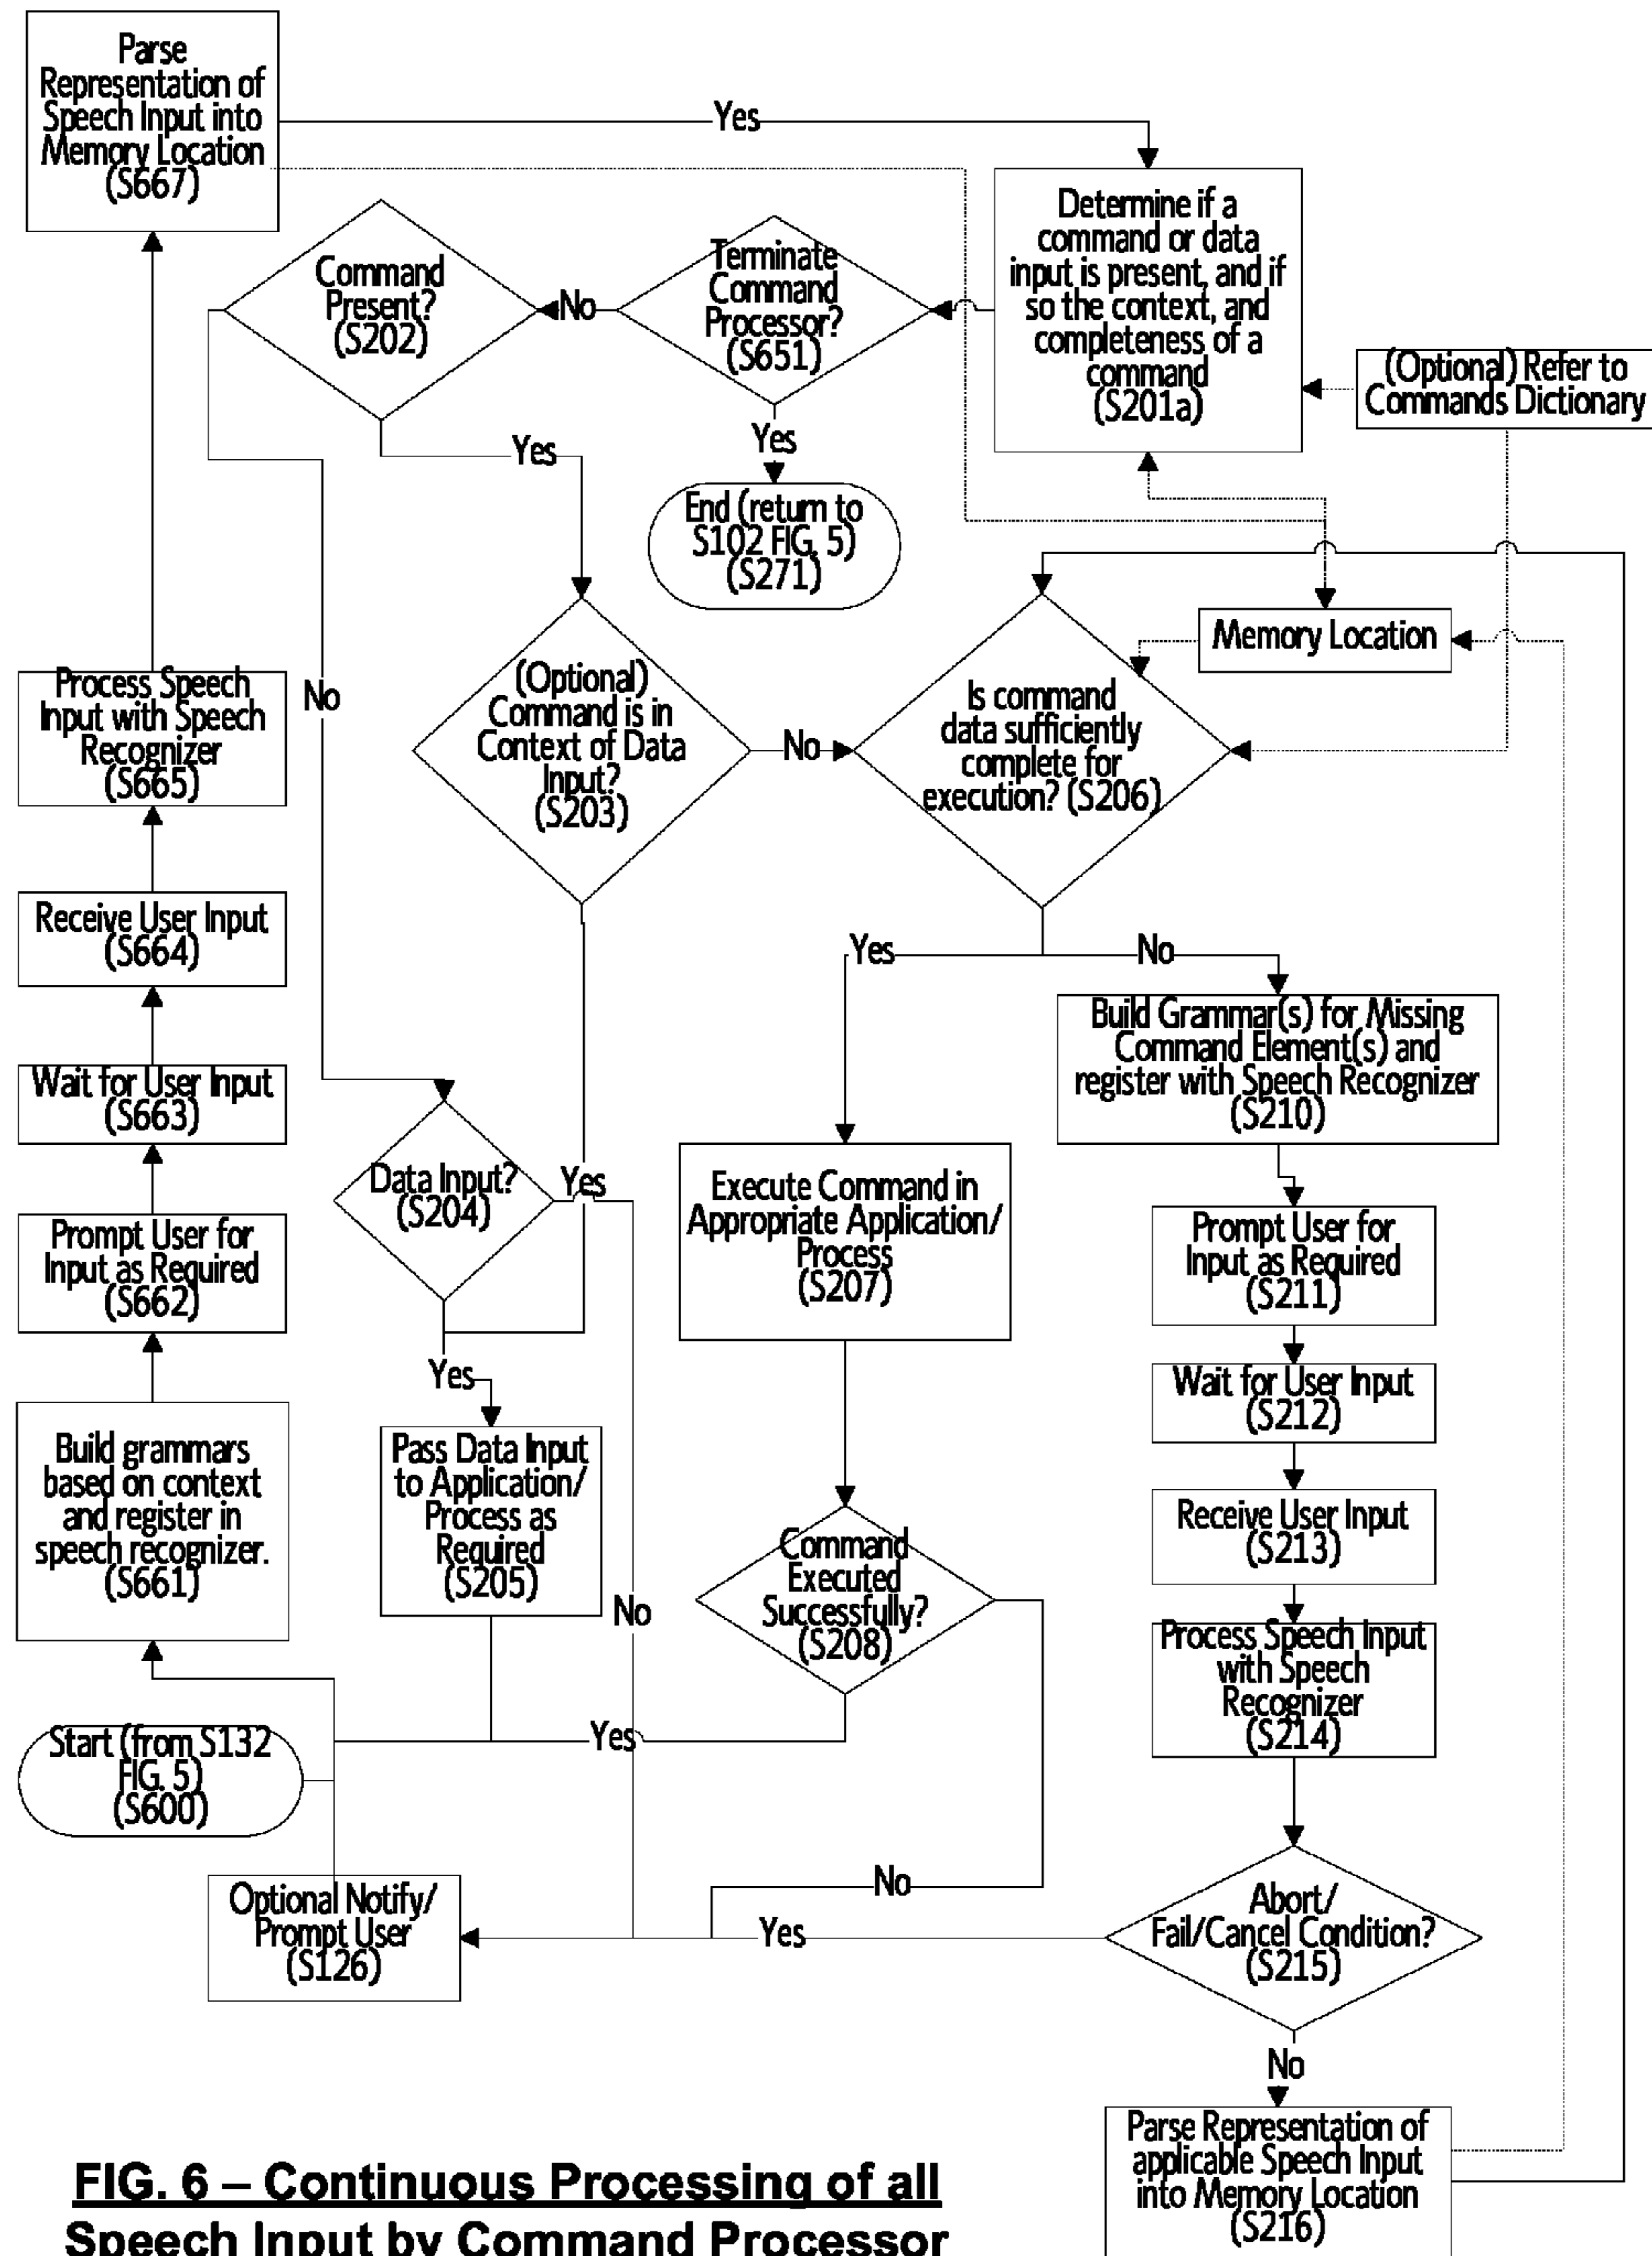 Parse
Representation of
Speech Input into
Memory Location
(S667)
Yes
Determine if a
command or data
input is present, and if
so the context, and
completeness of a
command
(S201a)
Terminate
Command
Processor?
(S651)
No
Command
Present?
(S202)
(Optional) Refer to
Commands Dictionary
Yes
Yes
End (return to
S102 FIG. 5)
(S271)
Memory Location
No
Process Speech
Input with Speech
Recognizer
(S665)
(Optional)
Command is in
Context of Data
Input?
(S203)
No
Is command
data sufficiently
complete for
execution? (S206)
Receive User Input
(S664)
Yes
No
Wait for User Input
(S663)
Build Grammar(s) for Missing
Command Element(s) and
register with Speech Recognizer
(S210)
Data Input?
(S204)
Yes
Execute Command in
Appropriate Application/
Process
(S207)
Prompt User for
Input as Required
(S211)
Prompt User for
Input as Required
(S662)
Yes
Wait for User Input
(S212)
Build grammars
based on context
and register in
speech recognizer.
(S661)
Pass Data Input
to Application/
Process as
Required
(S205)
Receive User Input
(S213)
No
Command
Executed
Successfully?
(S208)
Process Speech Input
with Speech
Recognizer
(S214)
Start (from S132
FIG. 5)
(S600)
Yes
Optional Notify/
Prompt User
(S126)
No
Yes
Abort/
Fail/Cancel Condition?
(S215)
No
Parse Representation of
applicable Speech Input
into Memory Location
(S216)
FIG. 6 – Continuous Processing of all
Speech Input by Command Processor